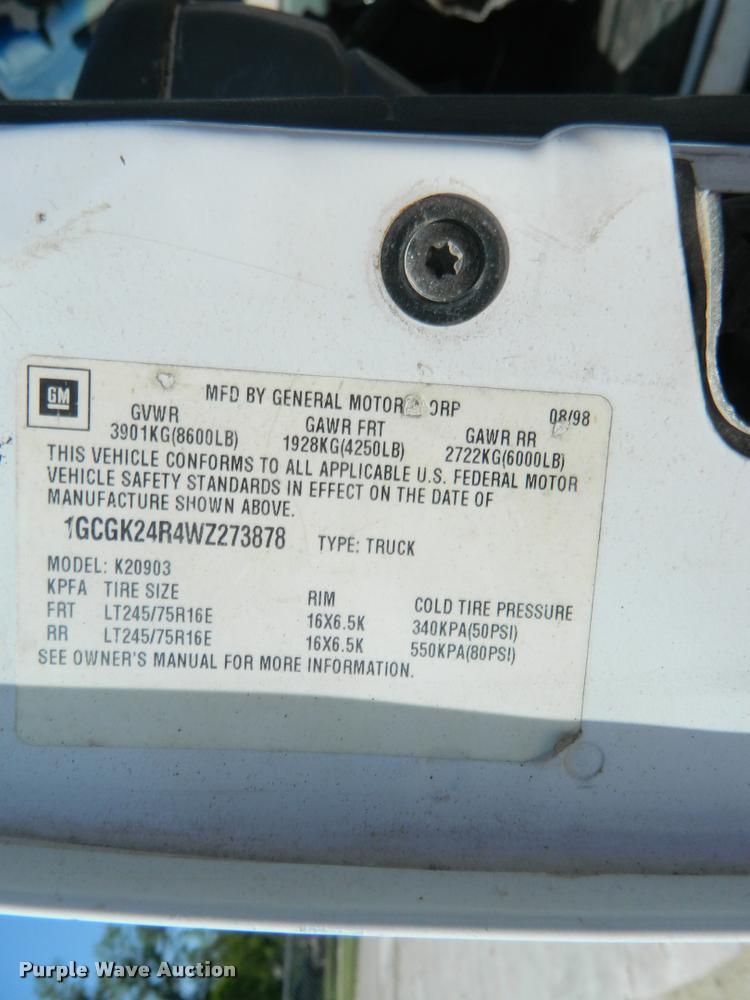 GM
MFD BY GENERAL MOTOR CORP 08/98
GVWR GAWR FRT GAWR RR
3901KG(8600LB) 1928KG(4250LB) 2722KG(6000LB)
THIS VEHICLE CONFORMS TO ALL APPLICABLE U.S. FEDERAL MOTOR
VEHICLE SAFETY STANDARDS IN EFFECT ON THE DATE OF
MANUFACTURE SHOWN ABOVE.
1GCGK24R4WZ273878 TYPE: TRUCK
MODEL: K20903
KPFA TIRE SIZE RIM COLD TIRE PRESSURE
FRT LT245/75R16E 16X6.5K 340KPA(50PSI)
RR LT245/75R16E 16X6.5K 550KPA(80PSI)
SEE OWNER'S MANUAL FOR MORE INFORMATION.
Purple Wave Auction